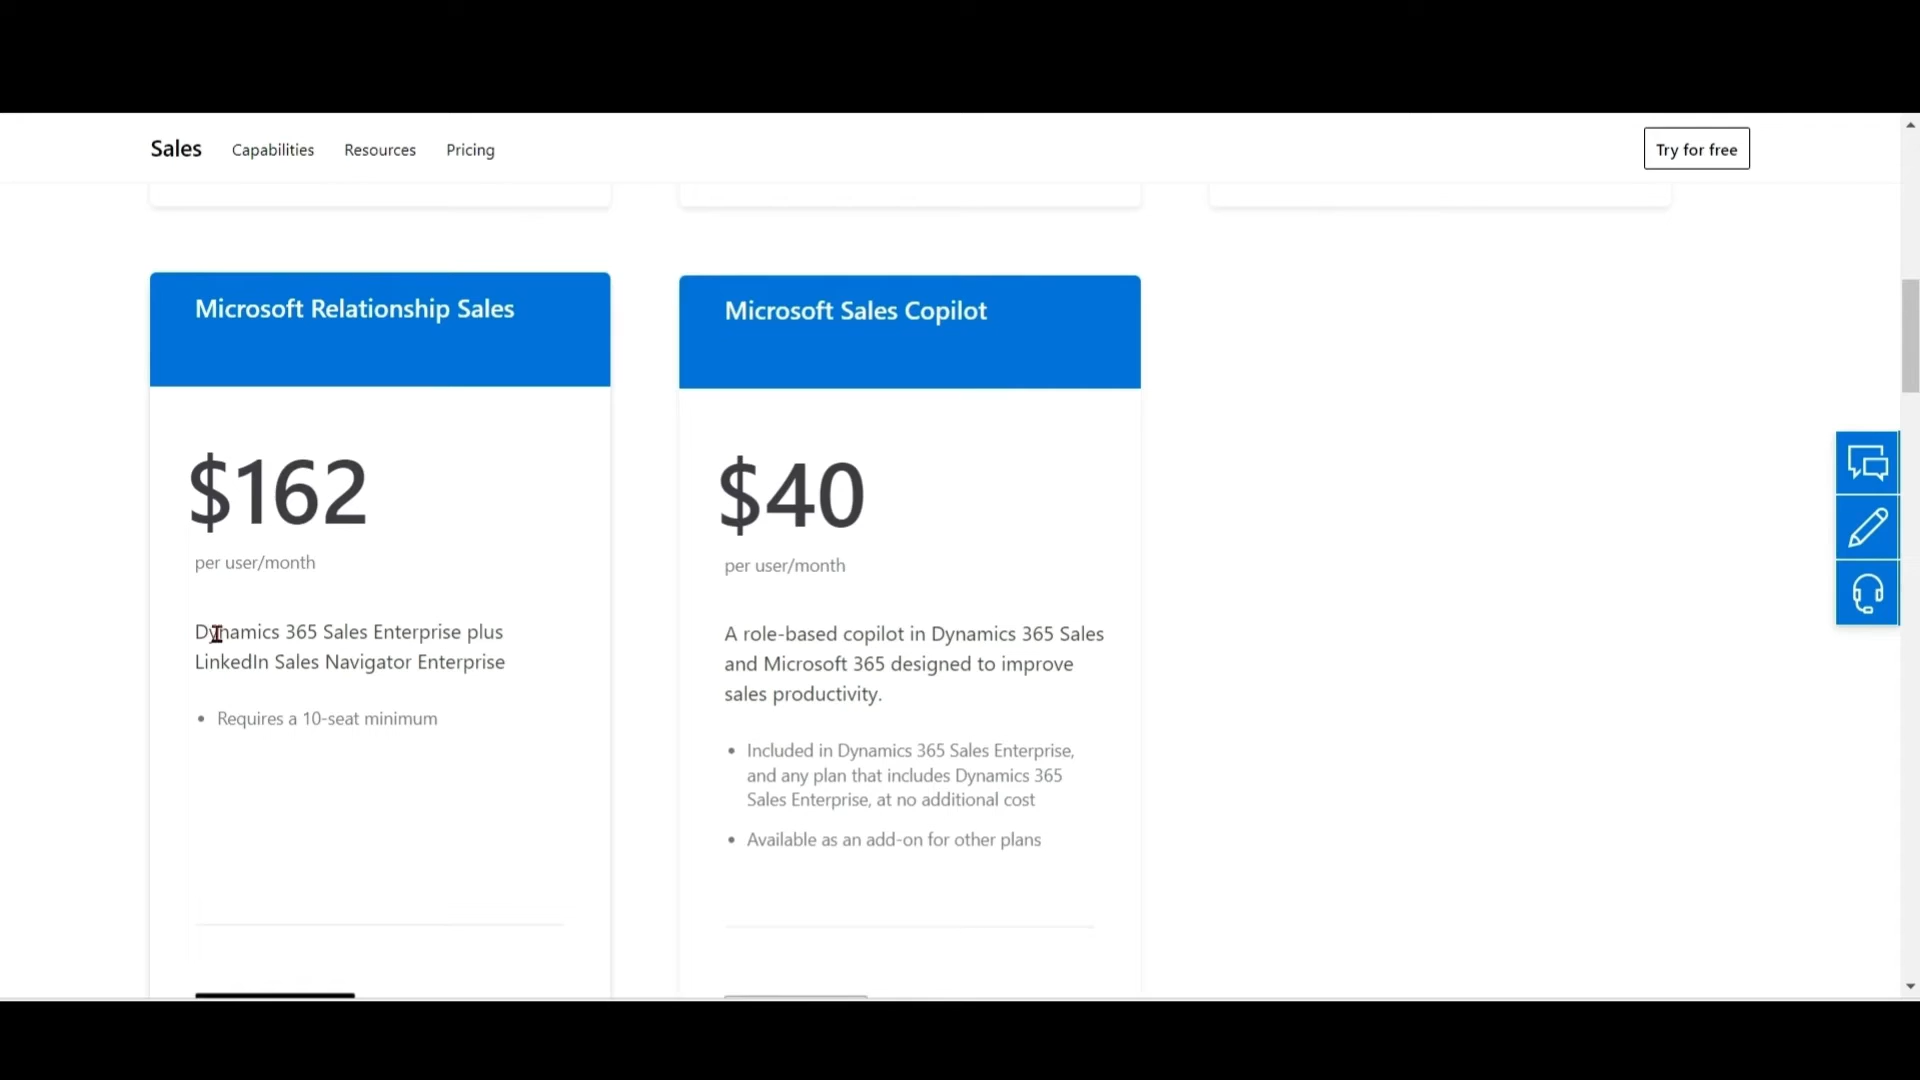 Sales Capabilities Resources Pricing Try for free
Microsoft Relationship Sales
$162
per user/month
Dynamics 365 Sales Enterprise plus
LinkedIn Sales Navigator Enterprise
• Requires a 10-seat minimum
Microsoft Sales Copilot
$40
per user/month
A role-based copilot in Dynamics 365 Sales
and Microsoft 365 designed to improve
sales productivity.
• Included in Dynamics 365 Sales Enterprise,
and any plan that includes Dynamics 365
Sales Enterprise, at no additional cost
• Available as an add-on for other plans